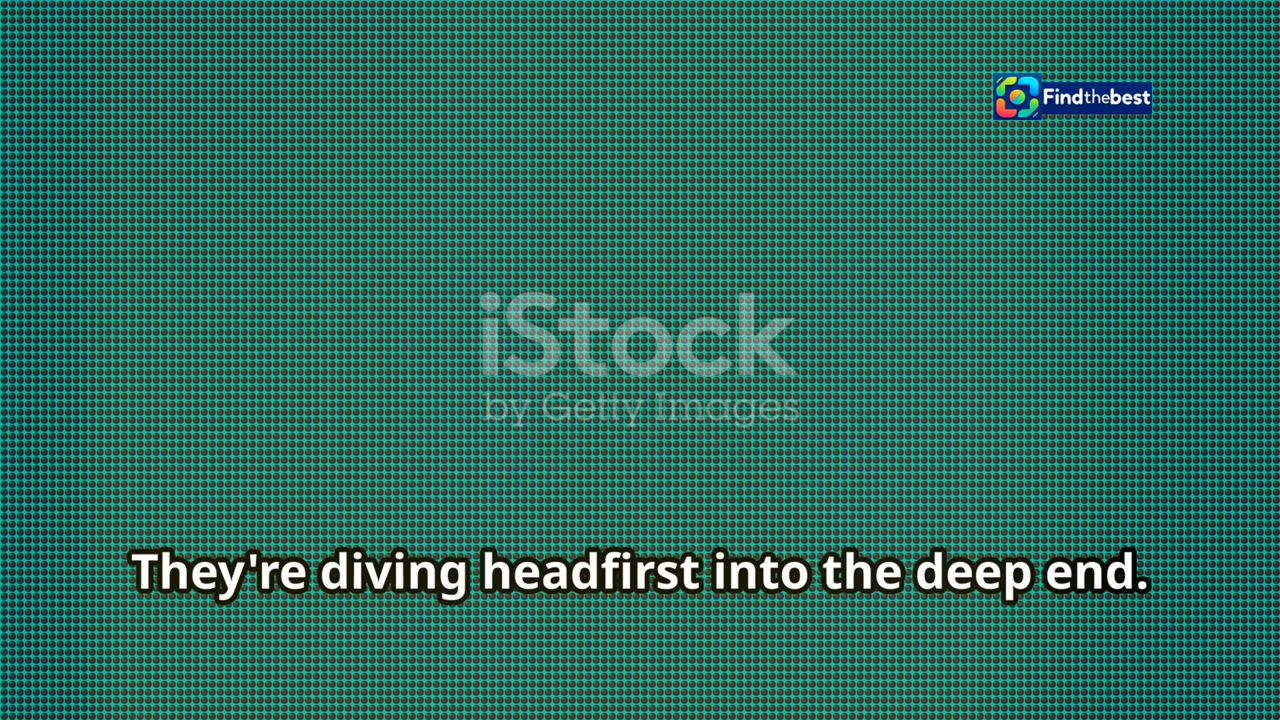 Findthebest
iStock
by Getty Images
They're diving headfirst into the deep end.